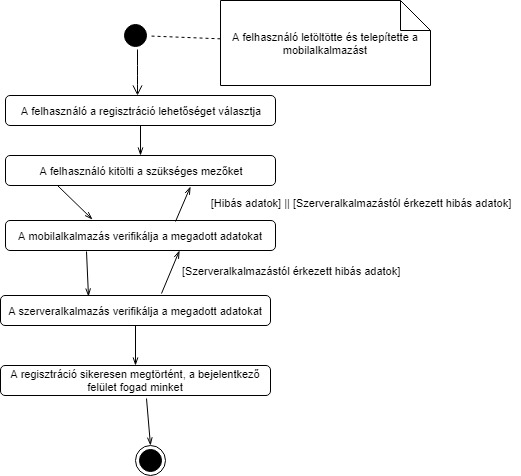 A felhasználó letöltötte és telepítette a
mobilalkalmazást
A felhasználó a regisztráció lehetőséget választja
A felhasználó kitölti a szükséges mezőket
[Hibás adatok] || [Szerveralkalmazástól érkezett hibás adatok]
A mobilalkalmazás verifikálja a megadott adatokat
[Szerveralkalmazástól érkezett hibás adatok]
A szerveralkalmazás verifikálja a megadott adatokat
A regisztráció sikeresen megtörtént, a bejelentkező
felület fogad minket